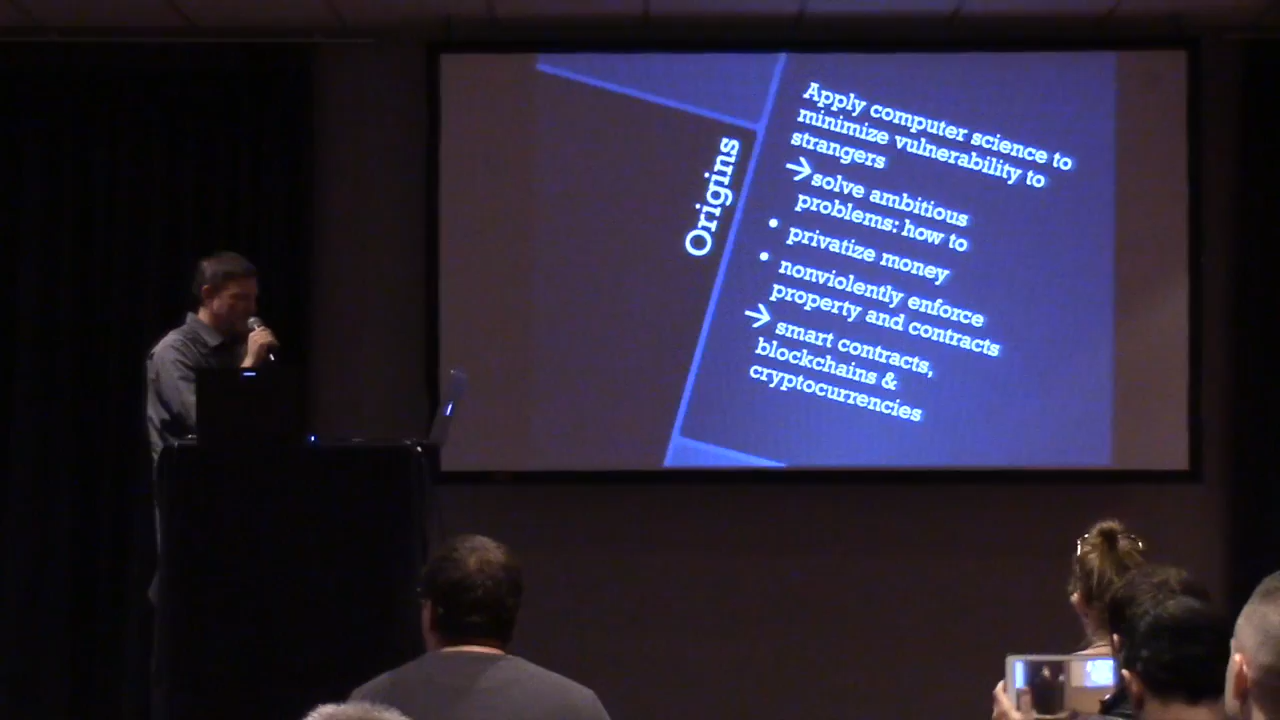 Origins
Apply computer science to
minimize vulnerability to
strangers
→solve ambitious
problems: how to
• privatize money
• nonviolently enforce
property and contracts
→ smart contracts,
blockchains &
cryptocurrencies